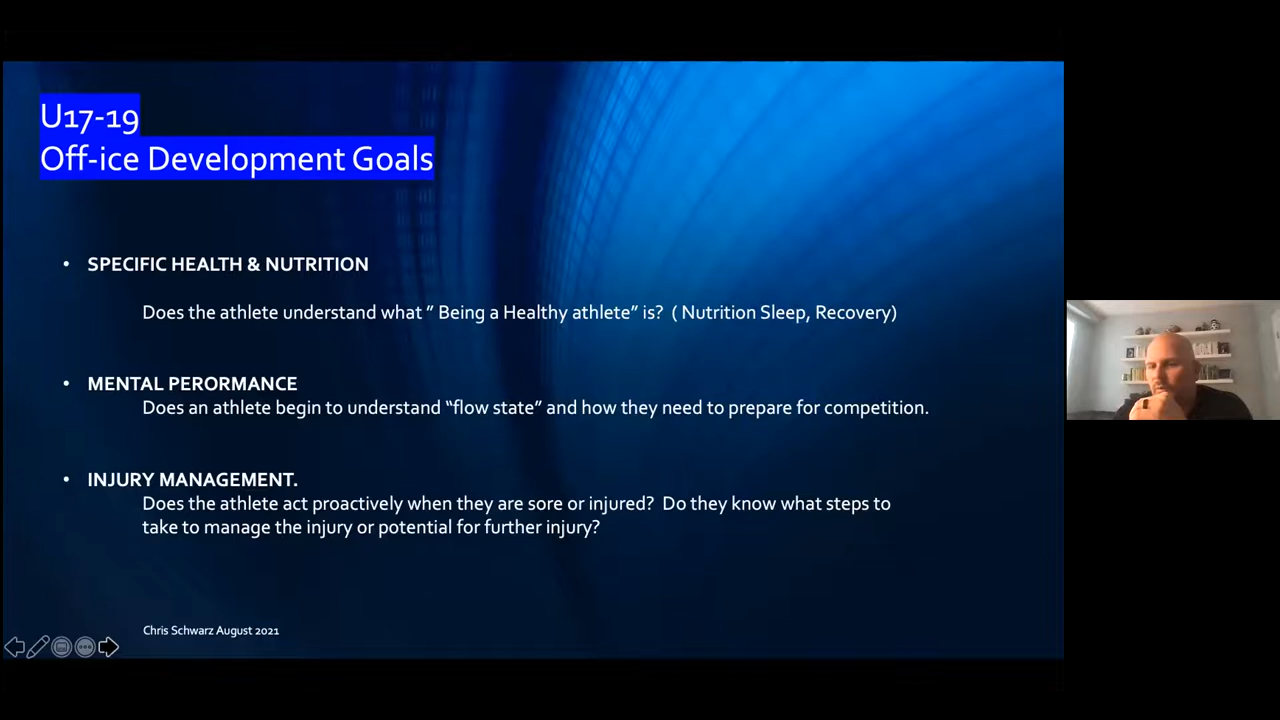 U17-19
Off-ice Development Goals
• SPECIFIC HEALTH & NUTRITION
Does the athlete understand what ” Being a Healthy athlete” is?  ( Nutrition Sleep, Recovery)
• MENTAL PERORMANCE
Does an athlete begin to understand “flow state” and how they need to prepare for competition.
• INJURY MANAGEMENT.
Does the athlete act proactively when they are sore or injured?  Do they know what steps to
take to manage the injury or potential for further injury?
Chris Schwarz August 2021